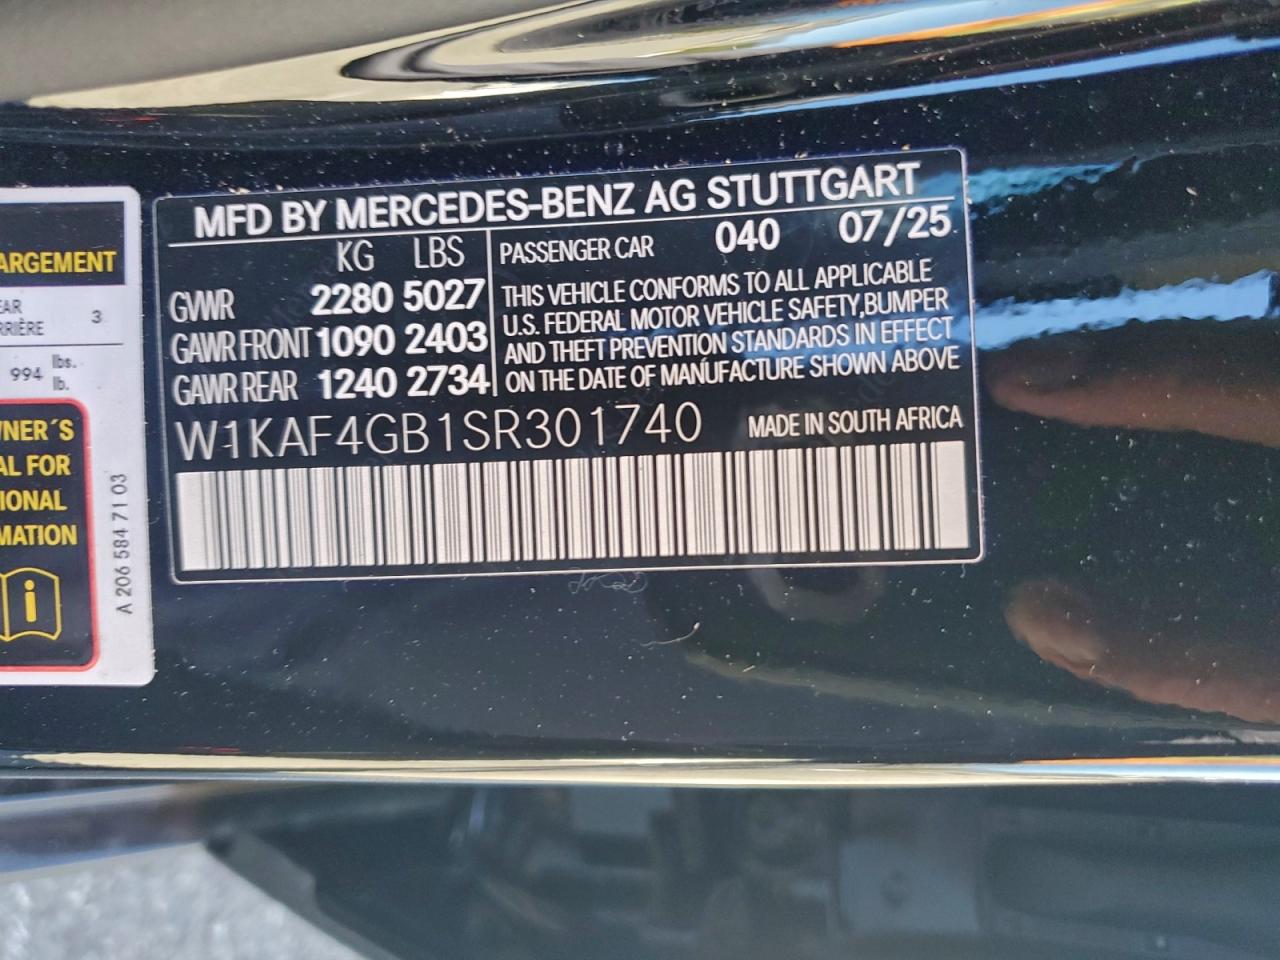 ARGEMENT
EAR
RRIÈRE 3
994 lbs.
lb.
WNER´S
AL FOR
IONAL
MATION
A 206 584 71 03
MFD BY MERCEDES-BENZ AG STUTTGART
KG LBS
PASSENGER CAR 040 07/25
GVWR 2280 5027
GAWR FRONT 1090 2403
GAWR REAR 1240 2734
THIS VEHICLE CONFORMS TO ALL APPLICABLE
U.S. FEDERAL MOTOR VEHICLE SAFETY,BUMPER
AND THEFT PREVENTION STANDARDS IN EFFECT
ON THE DATE OF MANUFACTURE SHOWN ABOVE
W1KAF4GB1SR301740 MADE IN SOUTH AFRICA